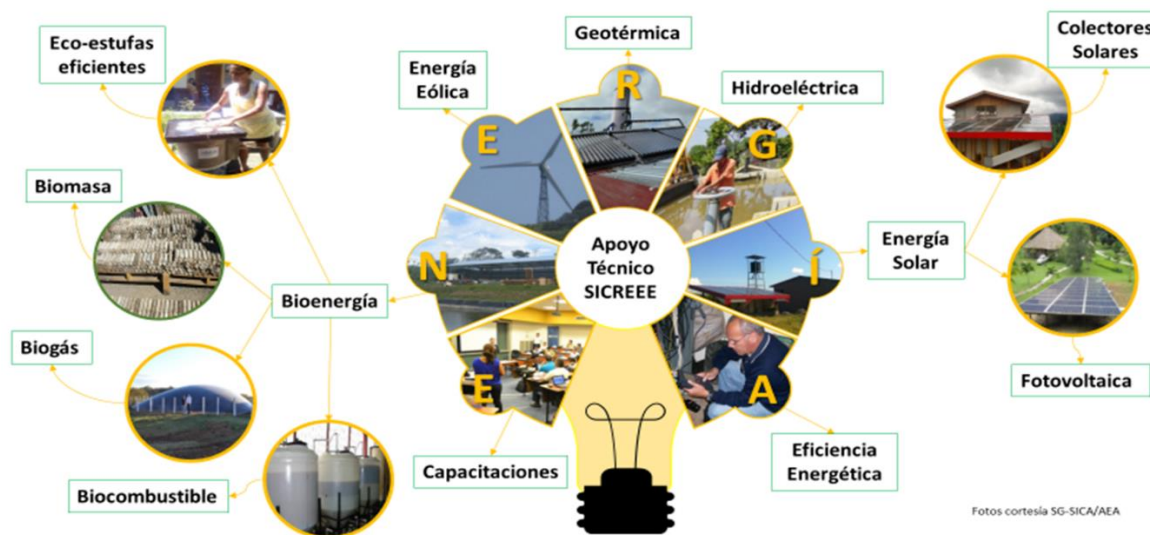 Eco-estufas
eficientes
Biomasa
Biogás
Biocombustible
Bioenergía
Energía
Eólica
Geotérmica
Hidroeléctrica
Colectores
Solares
Energía
Solar
Fotovoltaica
Eficiencia
Energética
Capacitaciones
E
N
E
R
G
Í
A
Apoyo
Técnico
SICREEE
Fotos cortesía SG-SICA/AEA